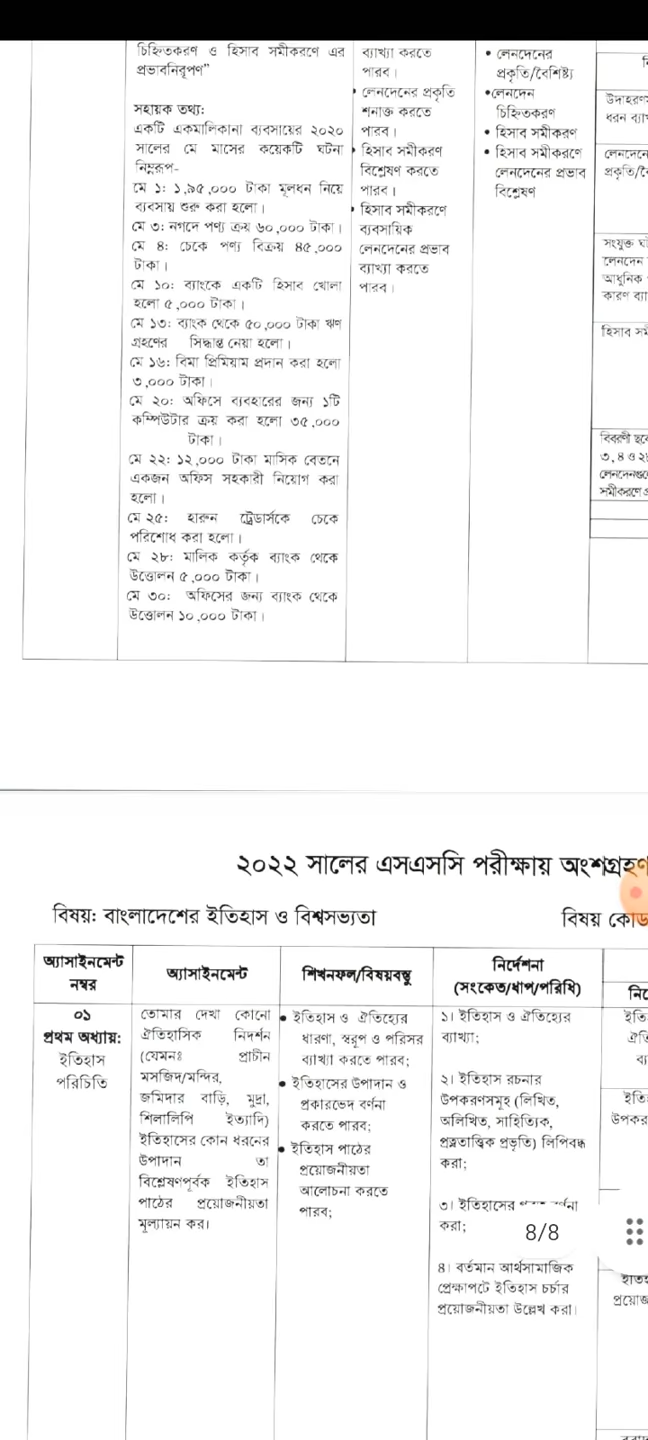 চিহ্নিতকরণ ও হিসাব সমীকরণে এর
প্রভাবনিরূপণ"
সহায়ক তথ্য:
একটি একমালিকানা ব্যবসায়ের ২০২০
সালের মে মাসের কয়েকটি ঘটনা
নিম্নরূপ-
মে ১: ১,৯৫,০০০ টাকা মূলধন নিয়ে
ব্যবসায় শুরু করা হলো।
মে ৩: নগদে পণ্য ক্রয় ৬০,০০০ টাকা।
মে ৪: চেকে পণ্য বিক্রয় ৪৫,০০০
টাকা।
মে ১০: ব্যাংকে একটি হিসাব খোলা
হলো ৫,০০০ টাকা।
মে ১৩: ব্যাংক থেকে ৫০,০০০ টাকা ঋণ
গ্রহণের সিদ্ধান্ত নেয়া হলো।
মে ১৬: বিমা প্রিমিয়াম প্রদান করা হলো
৩,০০০ টাকা।
মে ২০: অফিসে ব্যবহারের জন্য ১টি
কম্পিউটার ক্রয় করা হলো ৩৫,০০০
টাকা।
মে ২২: ১২,০০০ টাকা মাসিক বেতনে
একজন অফিস সহকারী নিয়োগ করা
হলো।
মে ২৫: হারুন ট্রেডার্সকে চেকে
পরিশোধ করা হলো।
মে ২৮: মালিক কর্তৃক ব্যাংক থেকে
উত্তোলন ৫,০০০ টাকা।
মে ৩০: অফিসের জন্য ব্যাংক থেকে
উত্তোলন ১০,০০০ টাকা।
ব্যাখ্যা করতে
পারব।
• লেনদেনের প্রকৃতি
শনাক্ত করতে
পারব।
• হিসাব সমীকরণ
বিশ্লেষণ করতে
পারব।
• হিসাব সমীকরণে
ব্যবসায়িক
লেনদেনের প্রভাব
ব্যাখ্যা করতে
পারব।
• লেনদেনের
প্রকৃতি/বৈশিষ্ট্য
•লেনদেন
চিহ্নিতকরণ
• হিসাব সমীকরণ
• হিসাব সমীকরণে
লেনদেনের প্রভাব
বিশ্লেষণ
ধরন
প্রকৃতি/
সংযুক্ত
লেনদেন
আধুনিক
কারণ
হিসাব
বিবরণী
৩, ৪ ও
২০২২ সালের এসএসসি পরীক্ষায় অংশগ্রহণ
বিষয়: বাংলাদেশের ইতিহাস ও বিশ্বসভ্যতা
বিষয় কোড
অ্যাসাইনমেন্ট
নম্বর
অ্যাসাইনমেন্ট
শিখনফল/বিষয়বস্তু
নির্দেশনা
(সংকেত/ধাপ/পরিধি)
০১
প্রথম অধ্যায়:
ইতিহাস
পরিচিতি
তোমার দেখা কোনো
ঐতিহাসিক নিদর্শন
(যেমনঃ প্রাচীন
মসজিদ/মন্দির,
জমিদার বাড়ি, মুদ্রা,
শিলালিপি ইত্যাদি)
ইতিহাসের কোন ধরনের
উপাদান তা
বিশ্লেষণপূর্বক ইতিহাস
পাঠের প্রয়োজনীয়তা
মূল্যায়ন কর।
• ইতিহাস ও ঐতিহ্যের
ধারণা, স্বরূপ ও পরিসর
ব্যাখ্যা করতে পারব;
• ইতিহাসের উপাদান ও
প্রকারভেদ বর্ণনা
করতে পারব;
• ইতিহাস পাঠের
প্রয়োজনীয়তা
আলোচনা করতে
পারব;
১। ইতিহাস ও ঐতিহ্যের
ব্যাখ্যা;
২। ইতিহাস রচনার
উপকরণসমূহ (লিখিত,
অলিখিত, সাহিত্যিক,
প্রত্নতাত্ত্বিক প্রভৃতি) লিপিবদ্ধ
করা;
৩। ইতিহাসের
করা;
৪। বর্তমান আর্থসামাজিক
প্রেক্ষাপটে ইতিহাস চর্চার
প্রয়োজনীয়তা উল্লেখ করা।
8/8